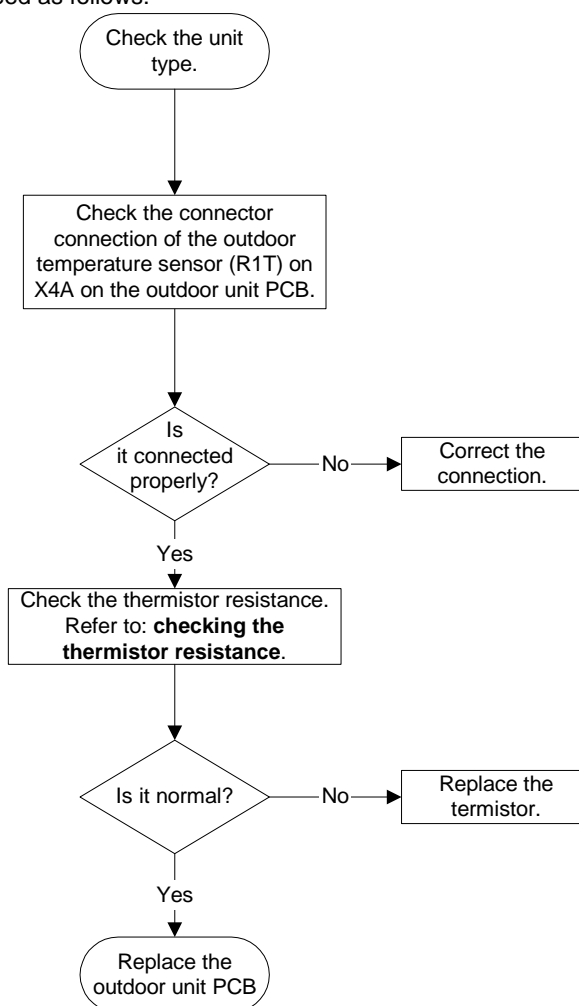 as follows:
Check the unit
type.
Check the connector
connection of the outdoor
temperature sensor (R1T) on
X4A on the outdoor unit PCB.
Is
it connected
properly?
No
Correct the
connection.
Yes
Check the thermistor resistance.
Refer to: checking the
thermistor resistance.
Is it normal?
No
Replace the
termistor.
Yes
Replace the
outdoor unit PCB